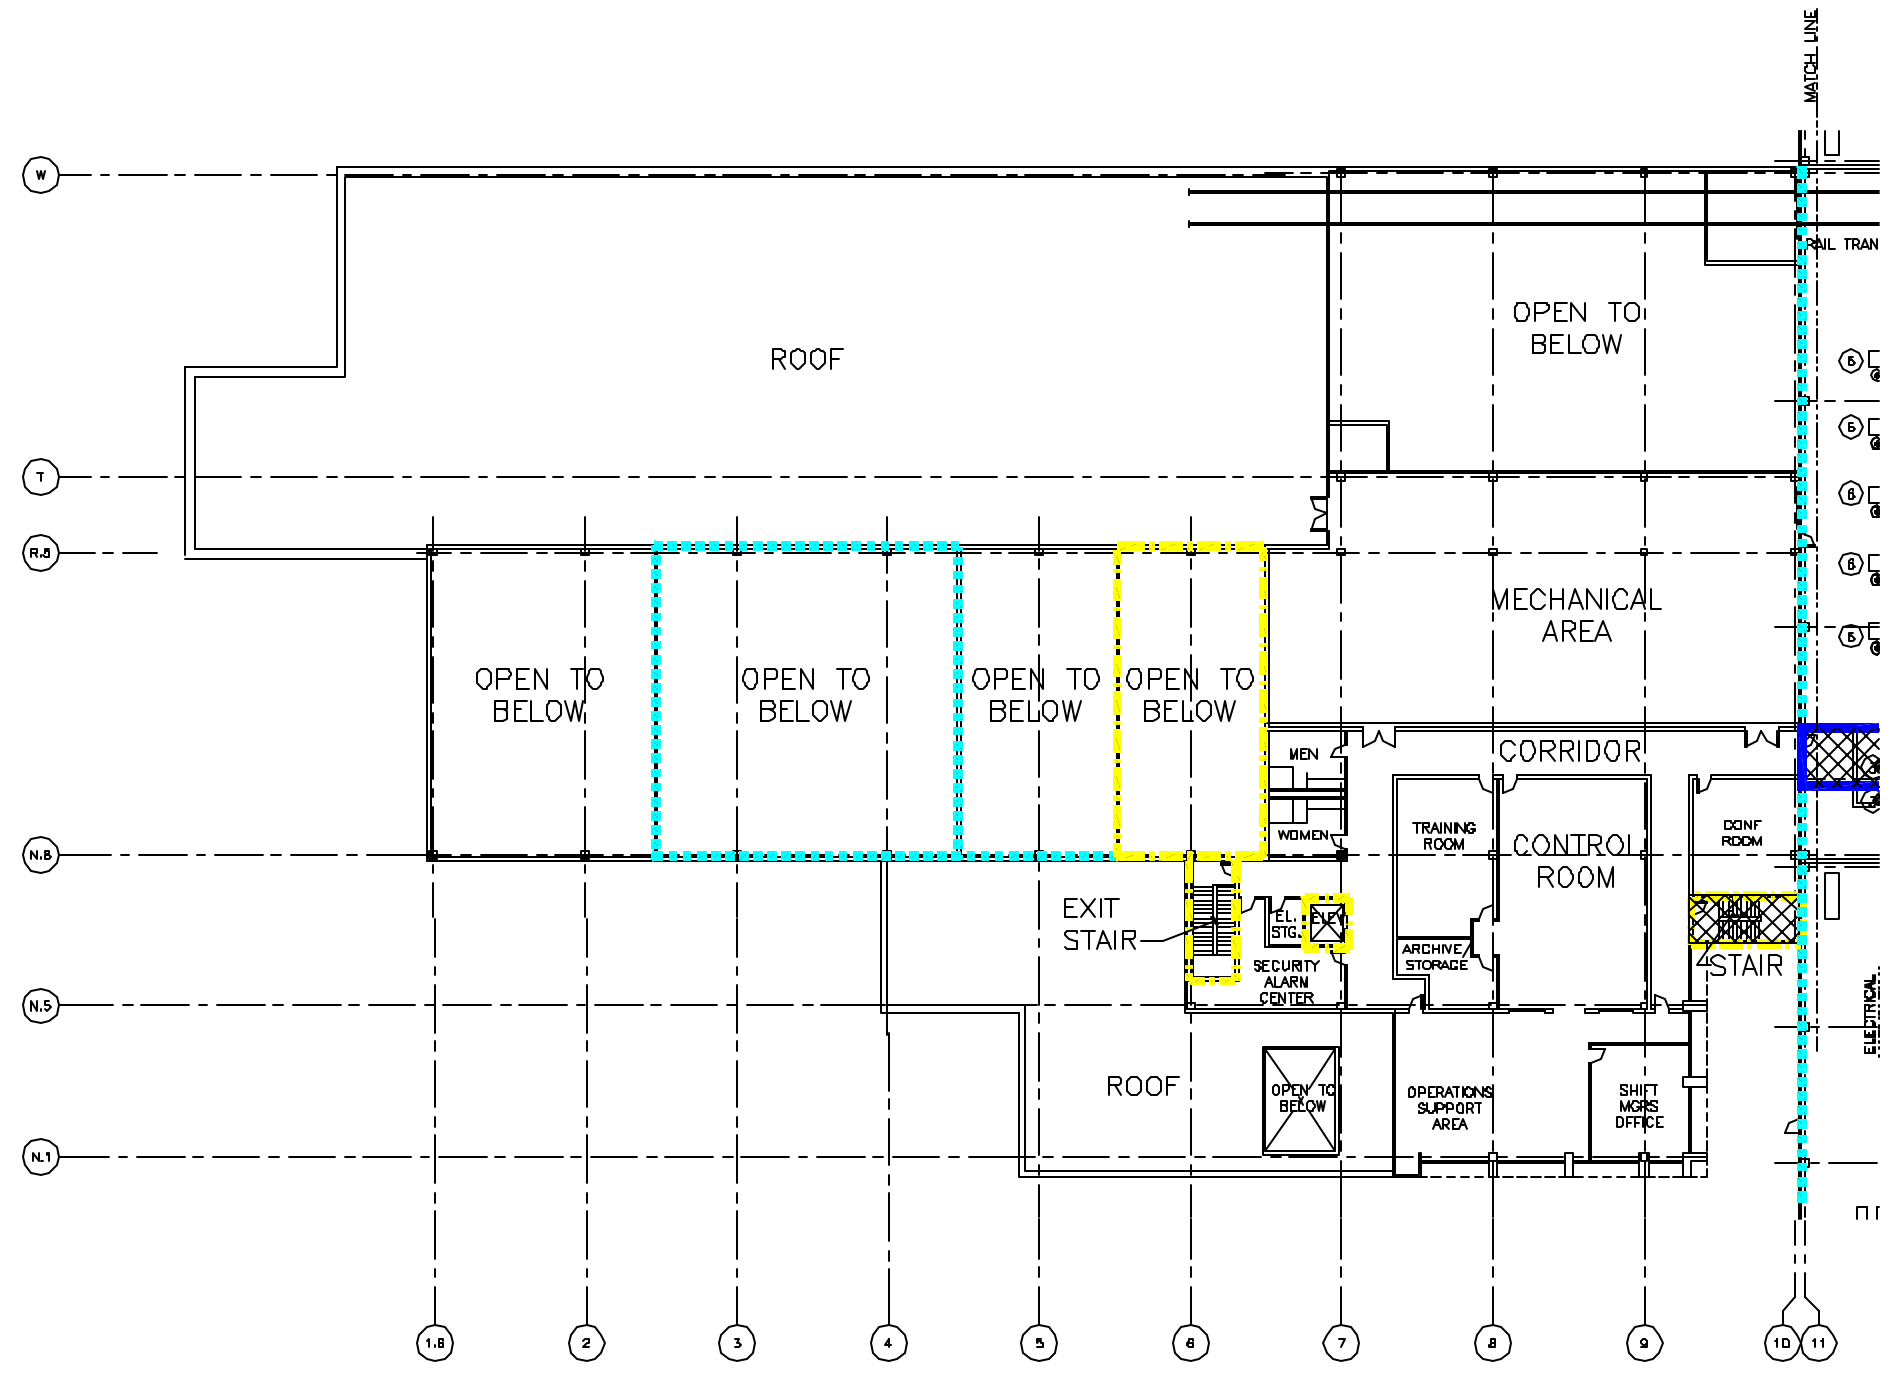 MATCH LINE
W
RAIL TRAN
OPEN TO
BELOW
ROOF
T
R.8
MECHANICAL
AREA
OPEN TO
BELOW
OPEN TO
BELOW
OPEN TO
BELOW
OPEN TO
BELOW
MEN
CORRIDOR
WOMEN
TRAINING
ROOM
CONTROL
ROOM
CONF
ROOM
N.8
EXIT
STAIR
EL.
STG.
ELEV
ARCHIVE
STORAGE
STAIR
SECURITY
ALARM
CENTER
ELECTRICAL
N.5
ROOF
OPEN TO
BELOW
OPERATIONS
SUPPORT
AREA
SHIFT
MGRS
OFFICE
N.1
1.8
2
3
4
5
6
7
8
9
10
11